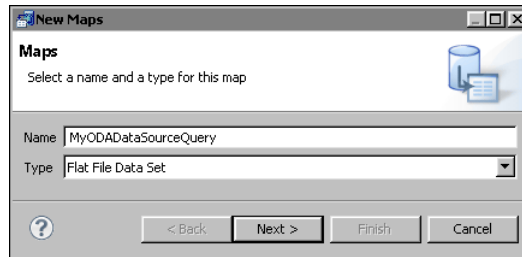 New Maps
Maps
Select a name and a type for this map
Name MyODADataSourceQuery
Type Flat File Data Set
? < Back Next > Finish Cancel